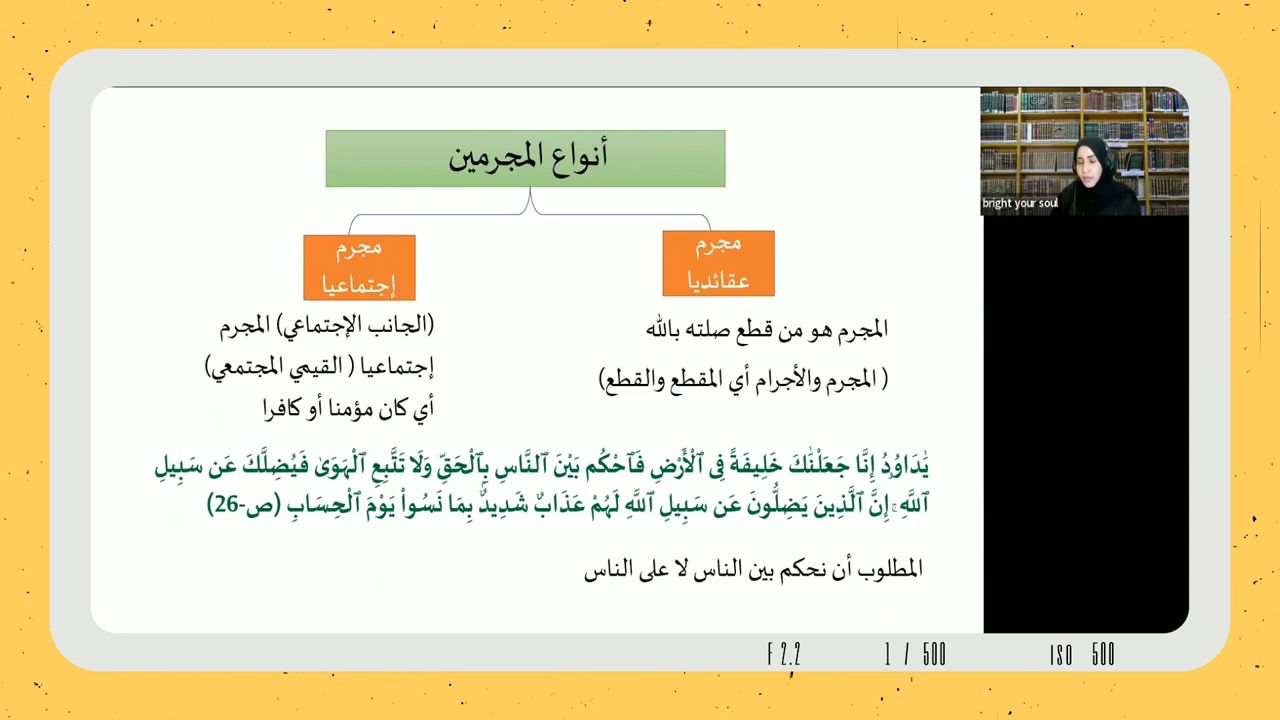 أنواع المجرمين
مجرم
عقائديا
المجرم هو من قطع صلته بالله
( المجرم والأجرام أي المقطع والقطع)
مجرم
إجتماعيا
(الجانب الإجتماعي) المجرم
إجتماعيا ( القيمي المجتمعي)
أي كان مؤمنا أو كافرا
يَٰدَاوُۥدُ إِنَّا جَعَلْنَٰكَ خَلِيفَةً فِى ٱلْأَرْضِ فَٱحْكُم بَيْنَ ٱلنَّاسِ بِٱلْحَقِّ وَلَا تَتَّبِعِ ٱلْهَوَىٰ فَيُضِلَّكَ عَن سَبِيلِ
ٱللَّهِ ۚ إِنَّ ٱلَّذِينَ يَضِلُّونَ عَن سَبِيلِ ٱللَّهِ لَهُمْ عَذَابٌ شَدِيدٌۢ بِمَا نَسُوا۟ يَوْمَ ٱلْحِسَابِ (ص-26)
المطلوب أن نحكم بين الناس لا على الناس
bright your soul
F 2.2
1 / 500
ISO 500